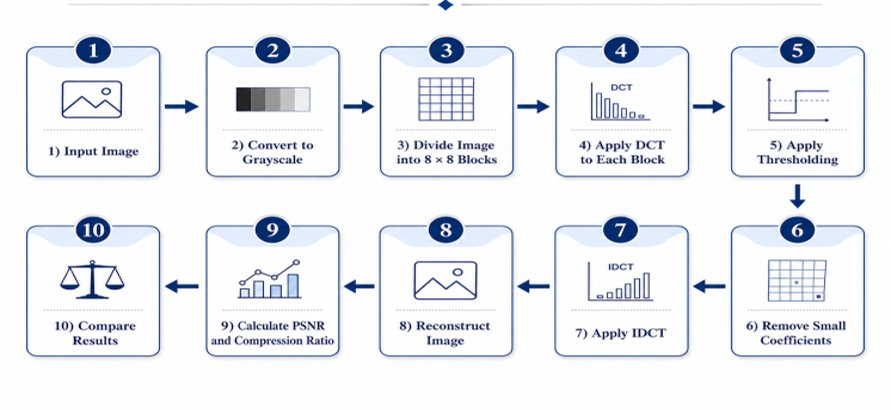 1
1) Input Image
2
2) Convert to
Grayscale
3
3) Divide Image
into 8 × 8 Blocks
4
DCT
4) Apply DCT
to Each Block
5
5) Apply
Thresholding
10
10) Compare
Results
9
9) Calculate PSNR
and Compression Ratio
8
8) Reconstruct
Image
7
IDCT
7) Apply IDCT
6
6) Remove Small
Coefficients